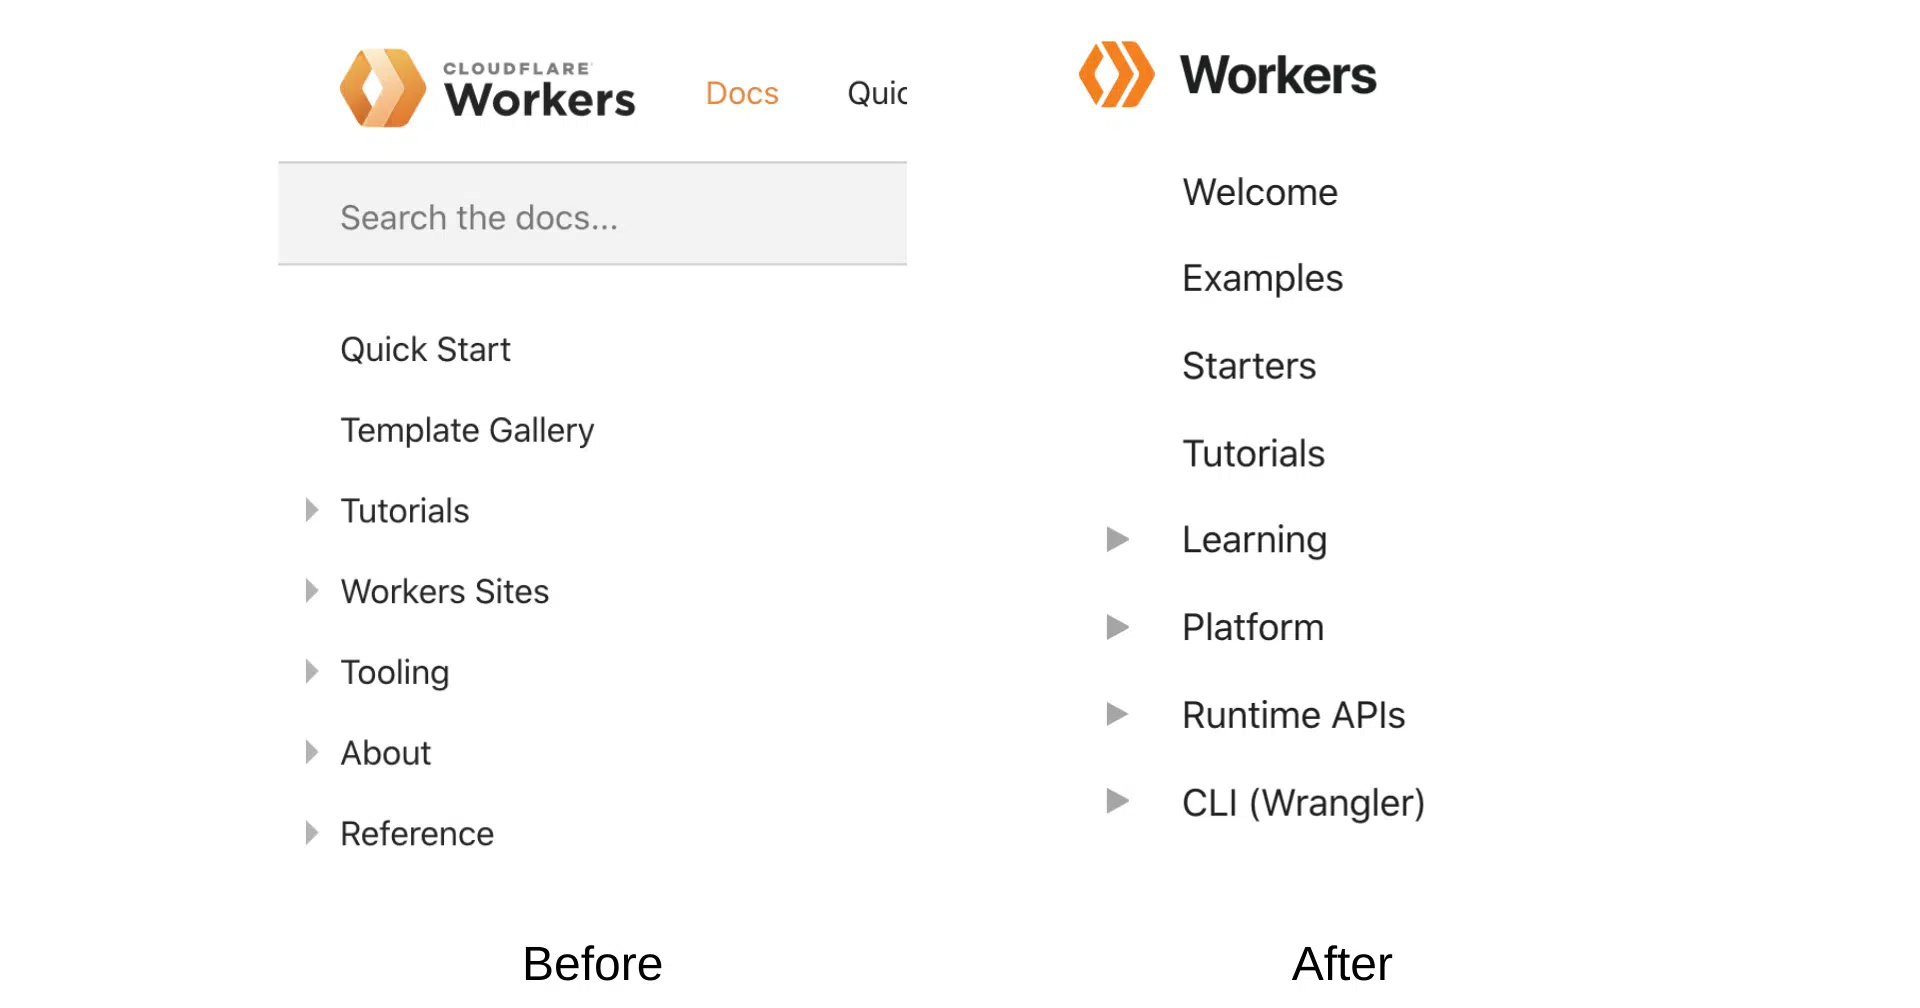 CLOUDFLARE
Workers
Docs
Search the docs...
Quick Start
Template Gallery
Tutorials
Workers Sites
Tooling
About
Reference
Before
Workers
Welcome
Examples
Starters
Tutorials
Learning
Platform
Runtime APIs
CLI (Wrangler)
After